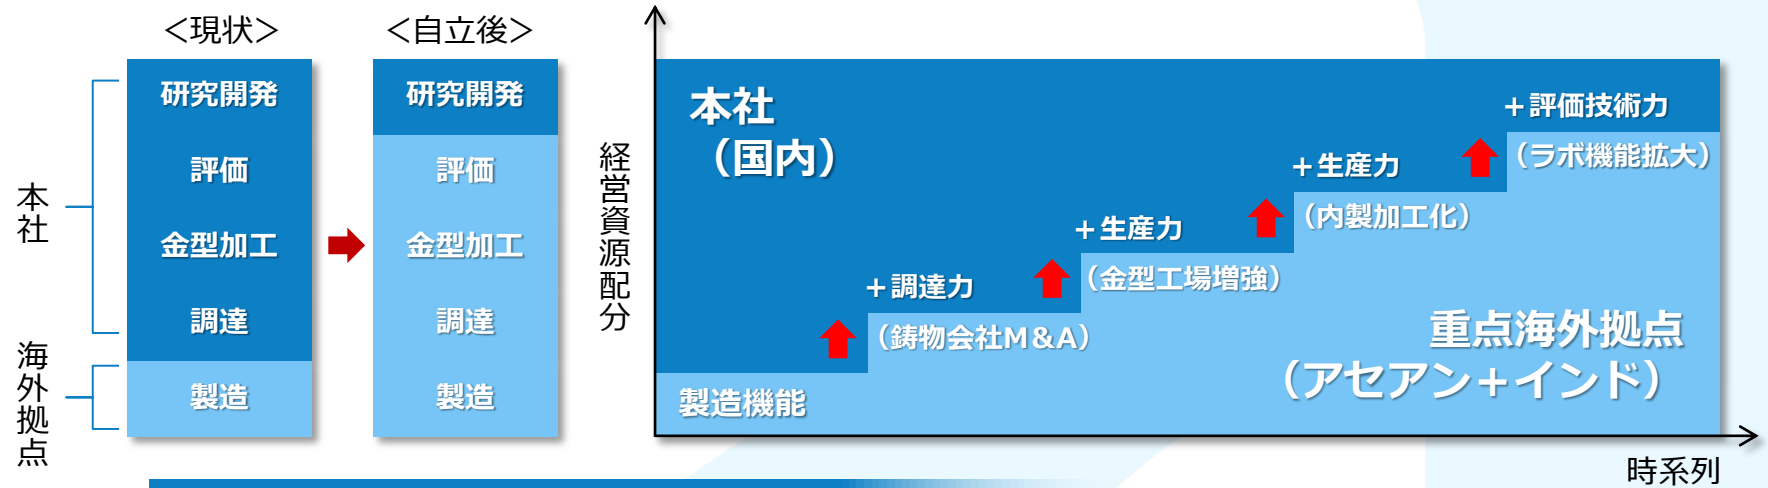 ＜現状＞
＜自立後＞
本社
海外拠点
研究開発
評価
金型加工
調達
製造
研究開発
評価
金型加工
調達
製造
経営資源配分
本社
（国内）
＋評価技術力
（ラボ機能拡大）
＋生産力
（内製加工化）
＋生産力
（金型工場増強）
＋調達力
（鋳物会社M＆A）
製造機能
重点海外拠点
（アセアン＋インド）
時系列